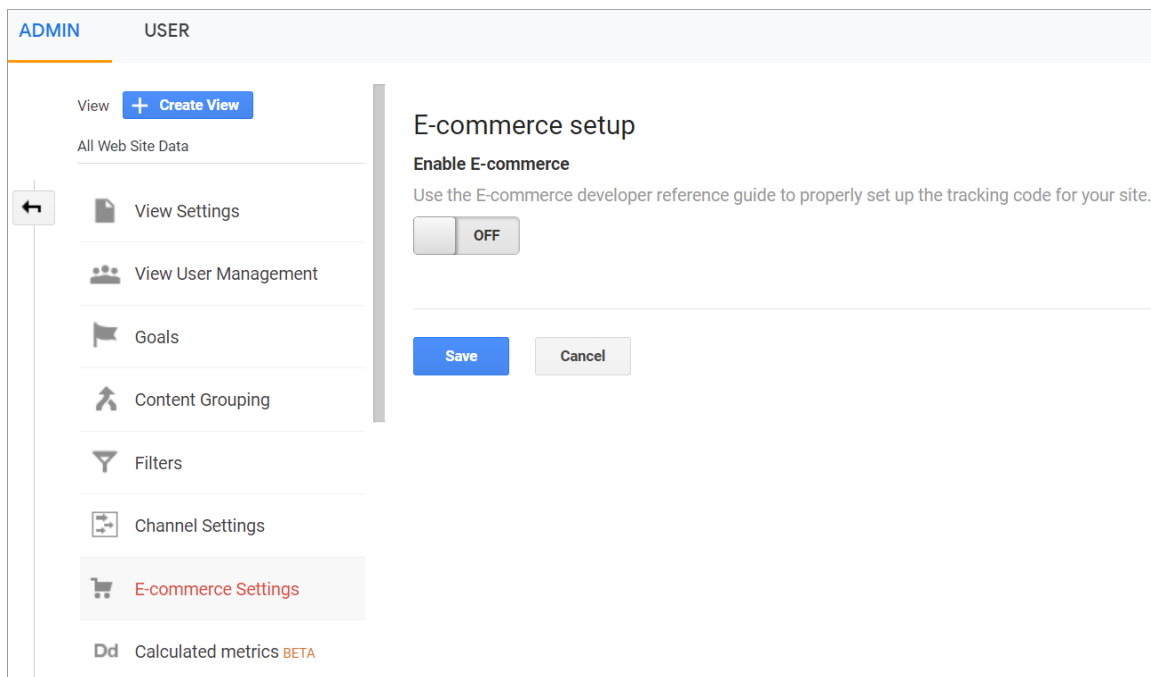 ADMIN USER
View + Create View
All Web Site Data
View Settings
View User Management
Goals
Content Grouping
Filters
Channel Settings
E-commerce Settings
Dd Calculated metrics BETA
E-commerce setup
Enable E-commerce
Use the E-commerce developer reference guide to properly set up the tracking code for your site.
OFF
Save Cancel